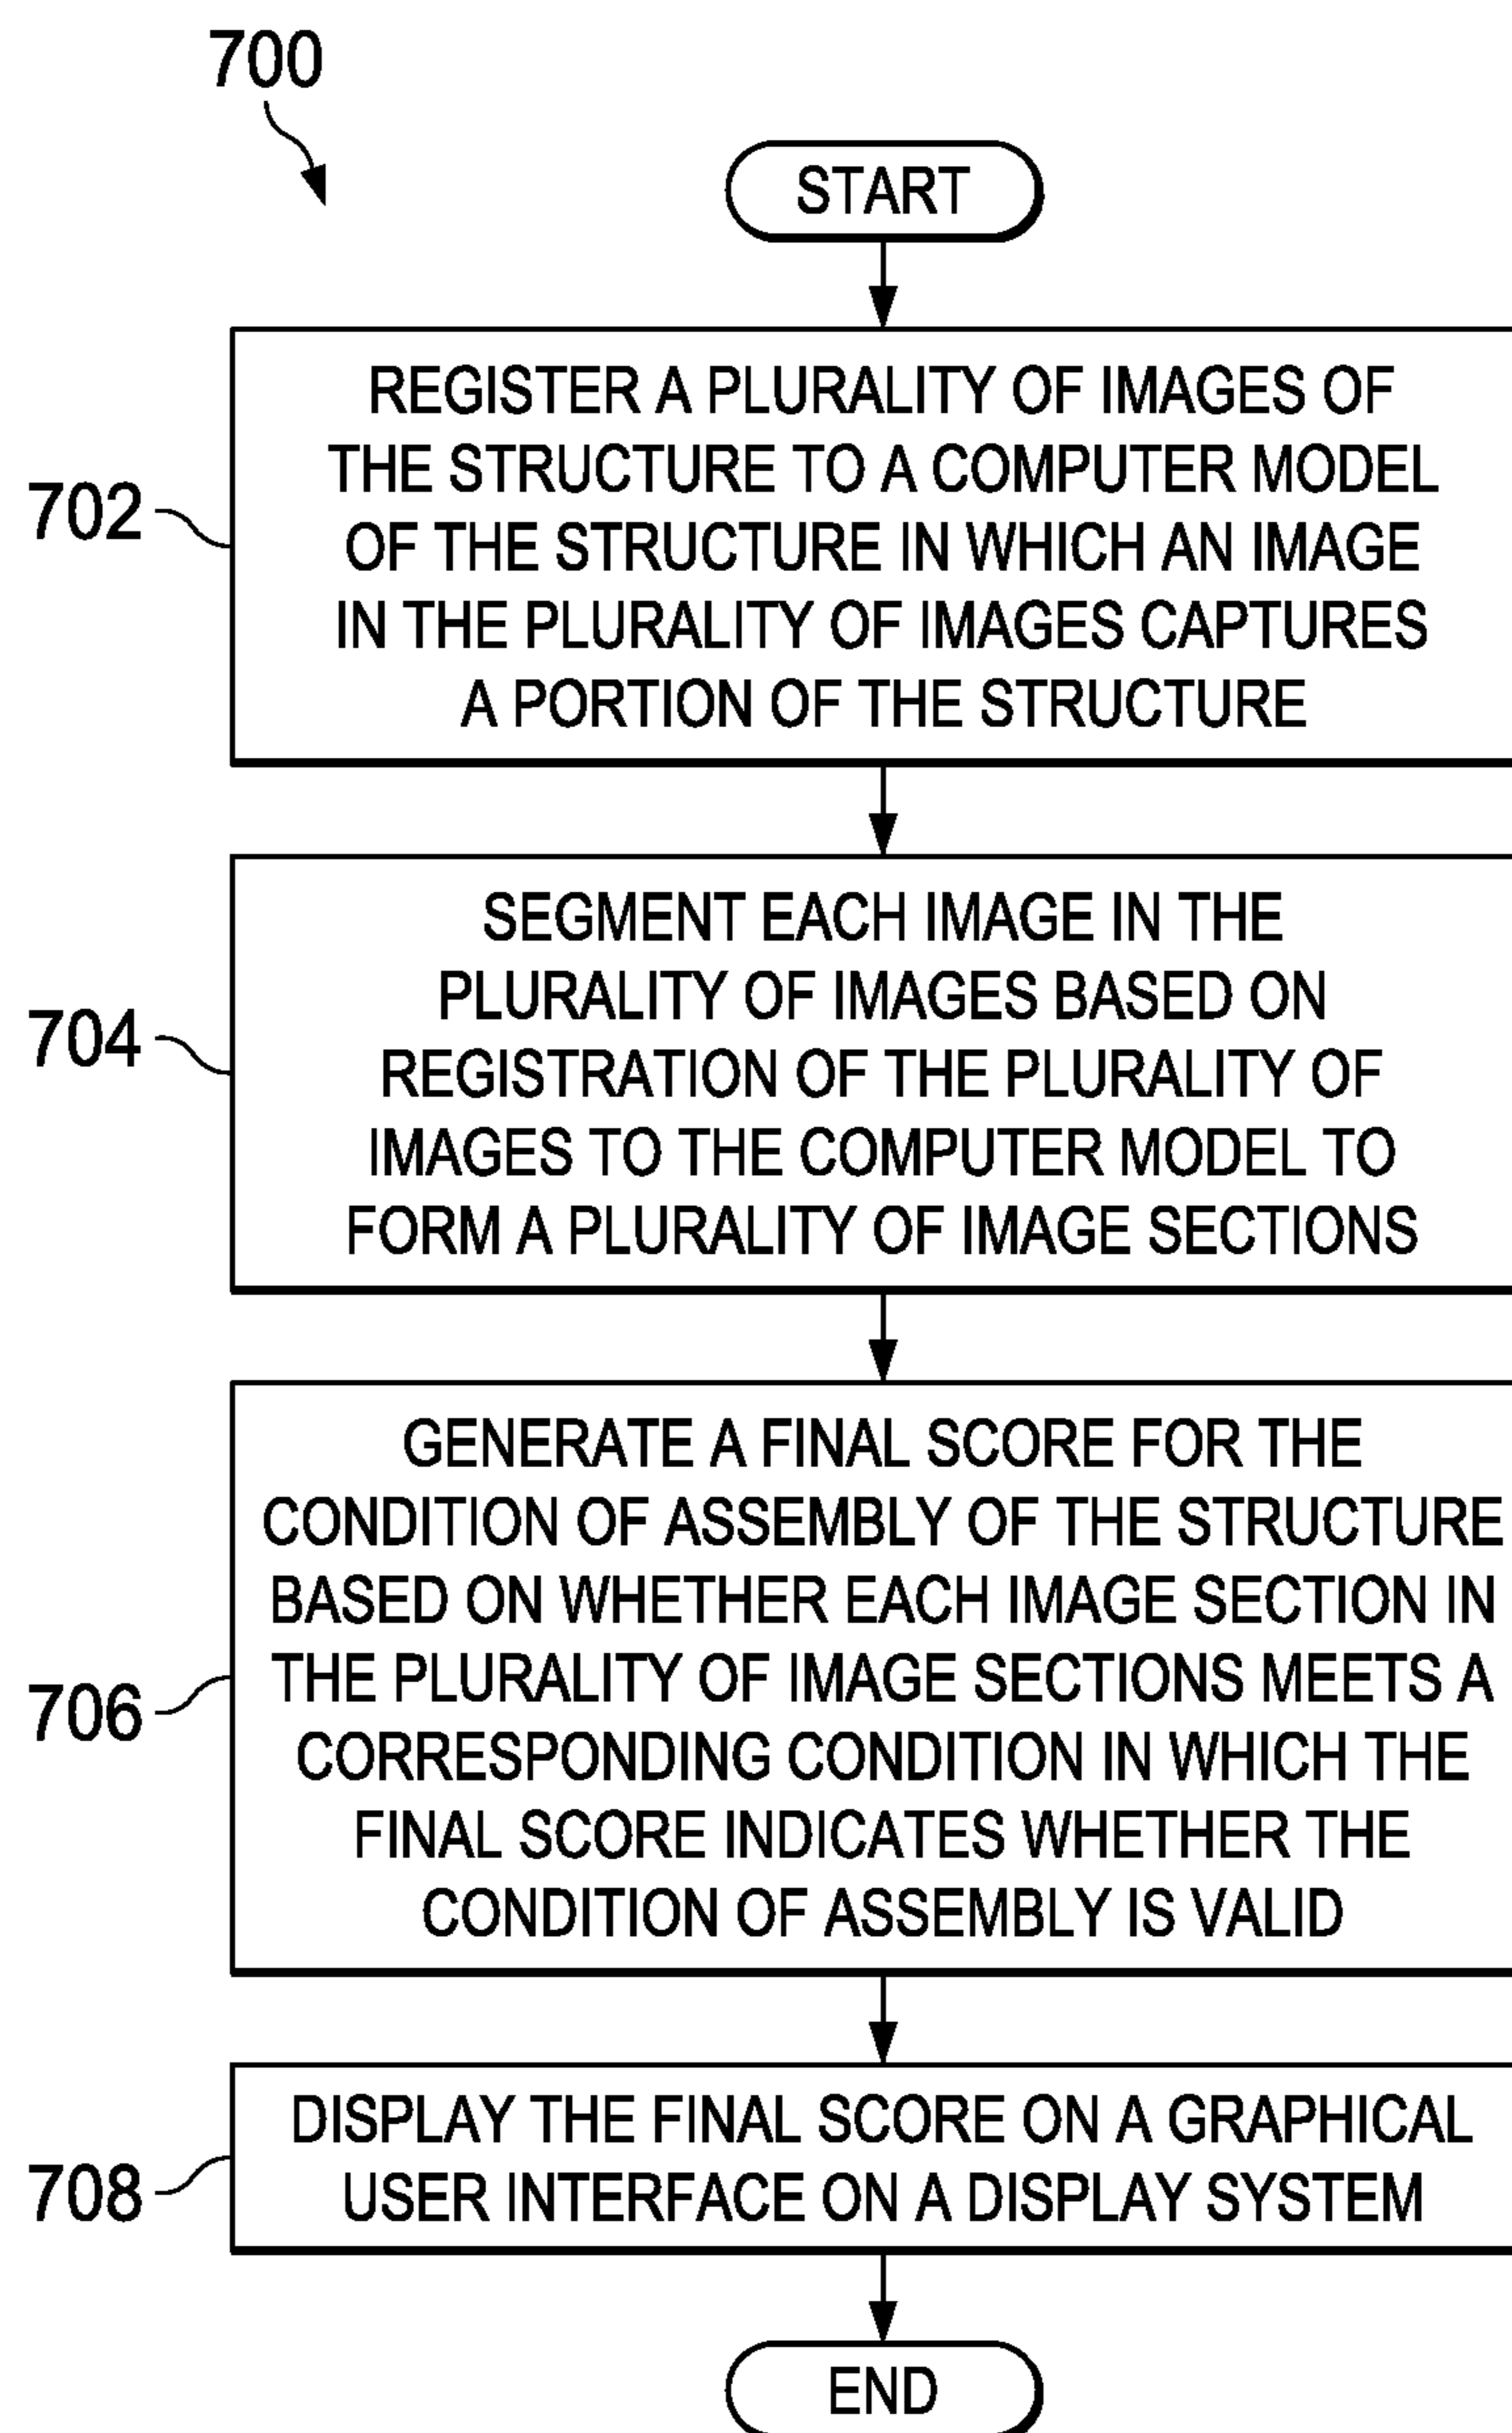 700
START
702
REGISTER A PLURALITY OF IMAGES OF
THE STRUCTURE TO A COMPUTER MODEL
OF THE STRUCTURE IN WHICH AN IMAGE
IN THE PLURALITY OF IMAGES CAPTURES
A PORTION OF THE STRUCTURE
704
SEGMENT EACH IMAGE IN THE
PLURALITY OF IMAGES BASED ON
REGISTRATION OF THE PLURALITY OF
IMAGES TO THE COMPUTER MODEL TO
FORM A PLURALITY OF IMAGE SECTIONS
706
GENERATE A FINAL SCORE FOR THE
CONDITION OF ASSEMBLY OF THE STRUCTURE
BASED ON WHETHER EACH IMAGE SECTION IN
THE PLURALITY OF IMAGE SECTIONS MEETS A
CORRESPONDING CONDITION IN WHICH THE
FINAL SCORE INDICATES WHETHER THE
CONDITION OF ASSEMBLY IS VALID
708
DISPLAY THE FINAL SCORE ON A GRAPHICAL
USER INTERFACE ON A DISPLAY SYSTEM
END